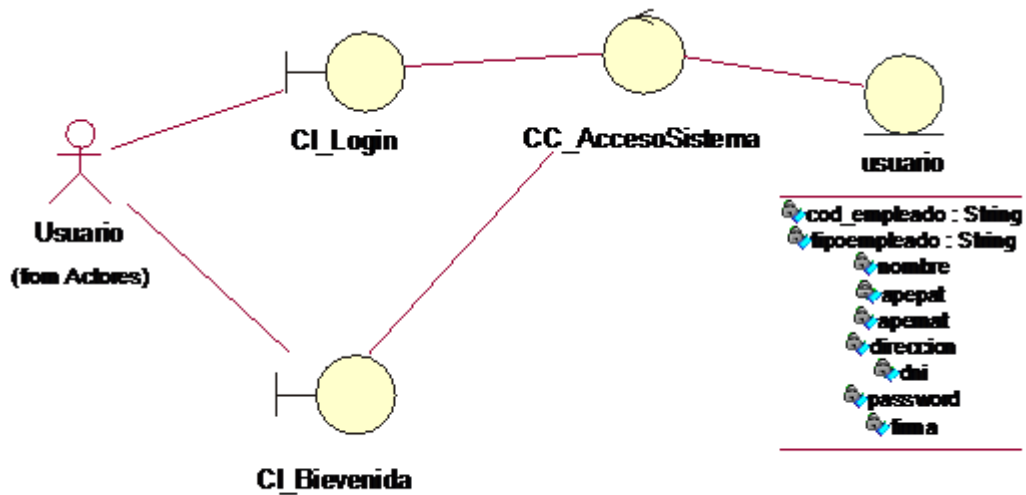 CI_Login
CC_AccesoSistema
usuario
Usuario
(from Actores)
cod_empleado : String
tipoempleado : String
nombre
apepat
apemat
direccion
dni
password
firma
CI_Bievenida